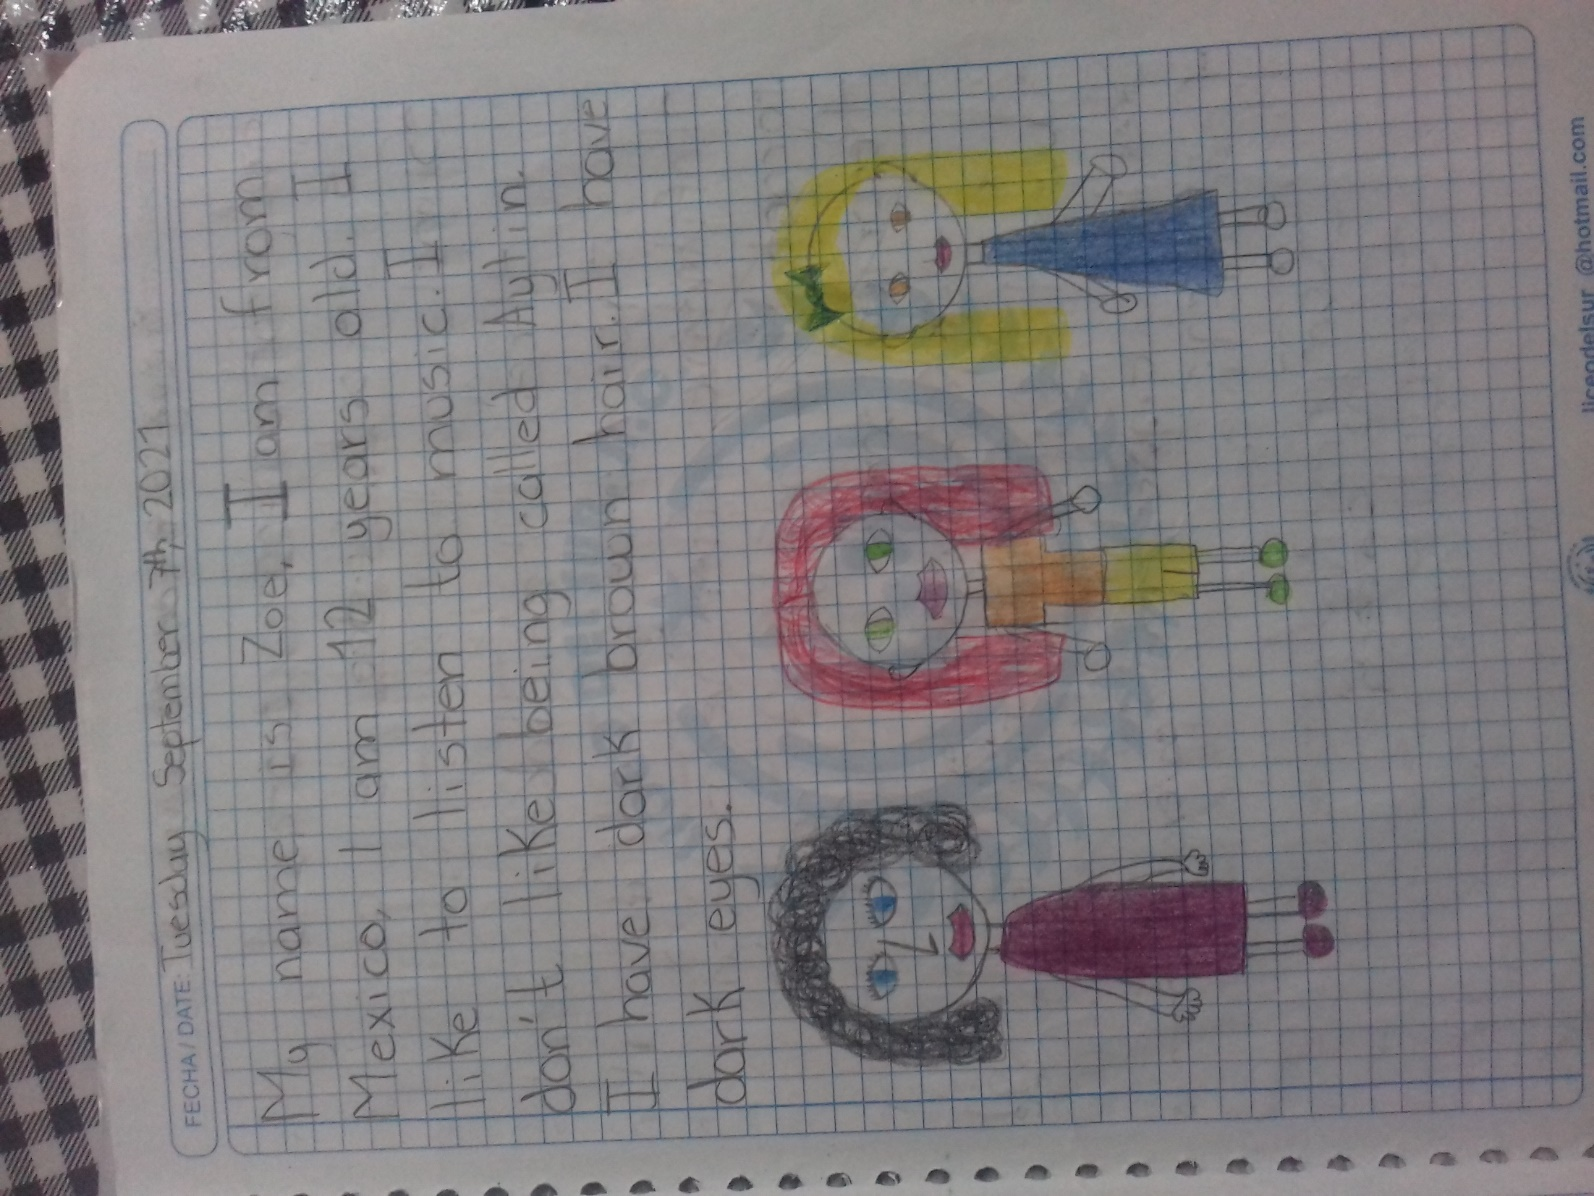 FECHA/DATE: Tuesday September 7th, 2021
My name is Zoe, I am from
Mexico, I am 12 years old. I
like to listen to music. I
don't like being called Aylin.
I have dark brown hair. I have
dark eyes.
liceodelsur_@hotmail.com